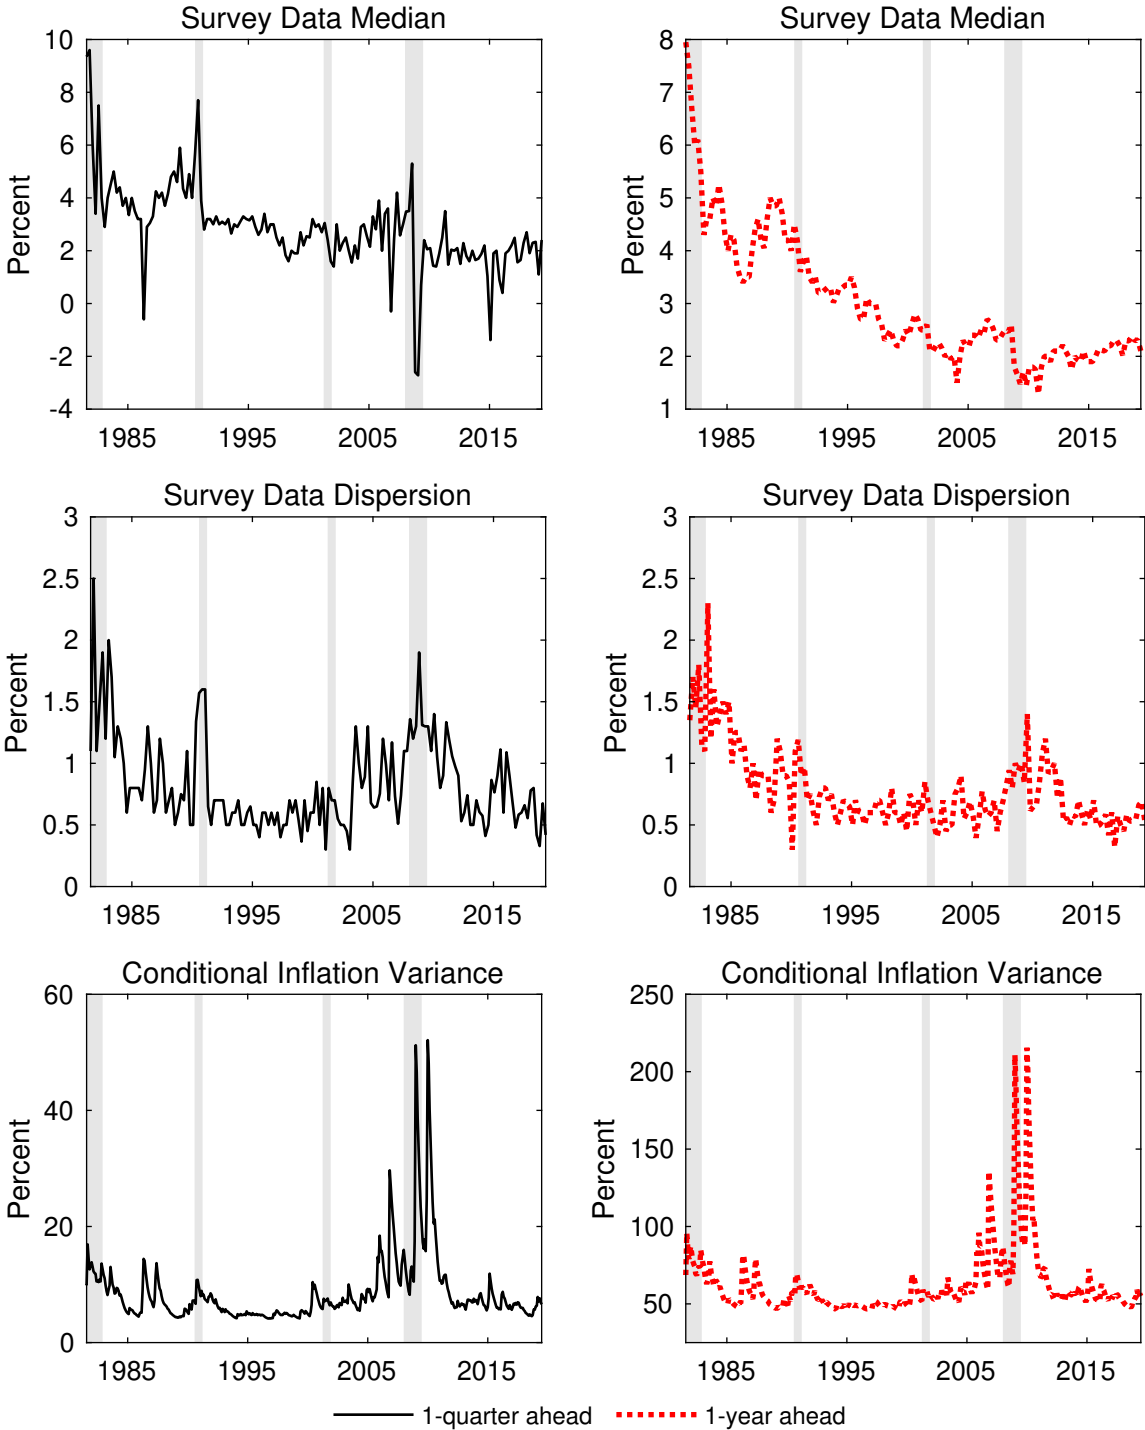 Survey Data Median
Percent
10
8
6
4
2
0
-2
-4
1985 1995 2005 2015
Survey Data Median
Percent
8
7
6
5
4
3
2
1
1985 1995 2005 2015
Survey Data Dispersion
Percent
3
2.5
2
1.5
1
0.5
0
1985 1995 2005 2015
Survey Data Dispersion
Percent
3
2.5
2
1.5
1
0.5
0
1985 1995 2005 2015
Conditional Inflation Variance
Percent
60
40
20
0
1985 1995 2005 2015
Conditional Inflation Variance
Percent
250
200
150
100
50
1985 1995 2005 2015
1-quarter ahead 1-year ahead